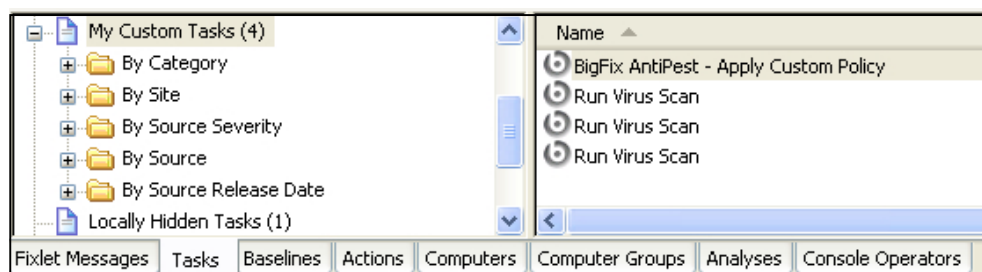 My Custom Tasks (4)
By Category
By Site
By Source Severity
By Source
By Source Release Date
Locally Hidden Tasks (1)
Name
BigFix AntiPest - Apply Custom Policy
Run Virus Scan
Run Virus Scan
Run Virus Scan
Fixlet Messages Tasks Baselines Actions Computers Computer Groups Analyses Console Operators